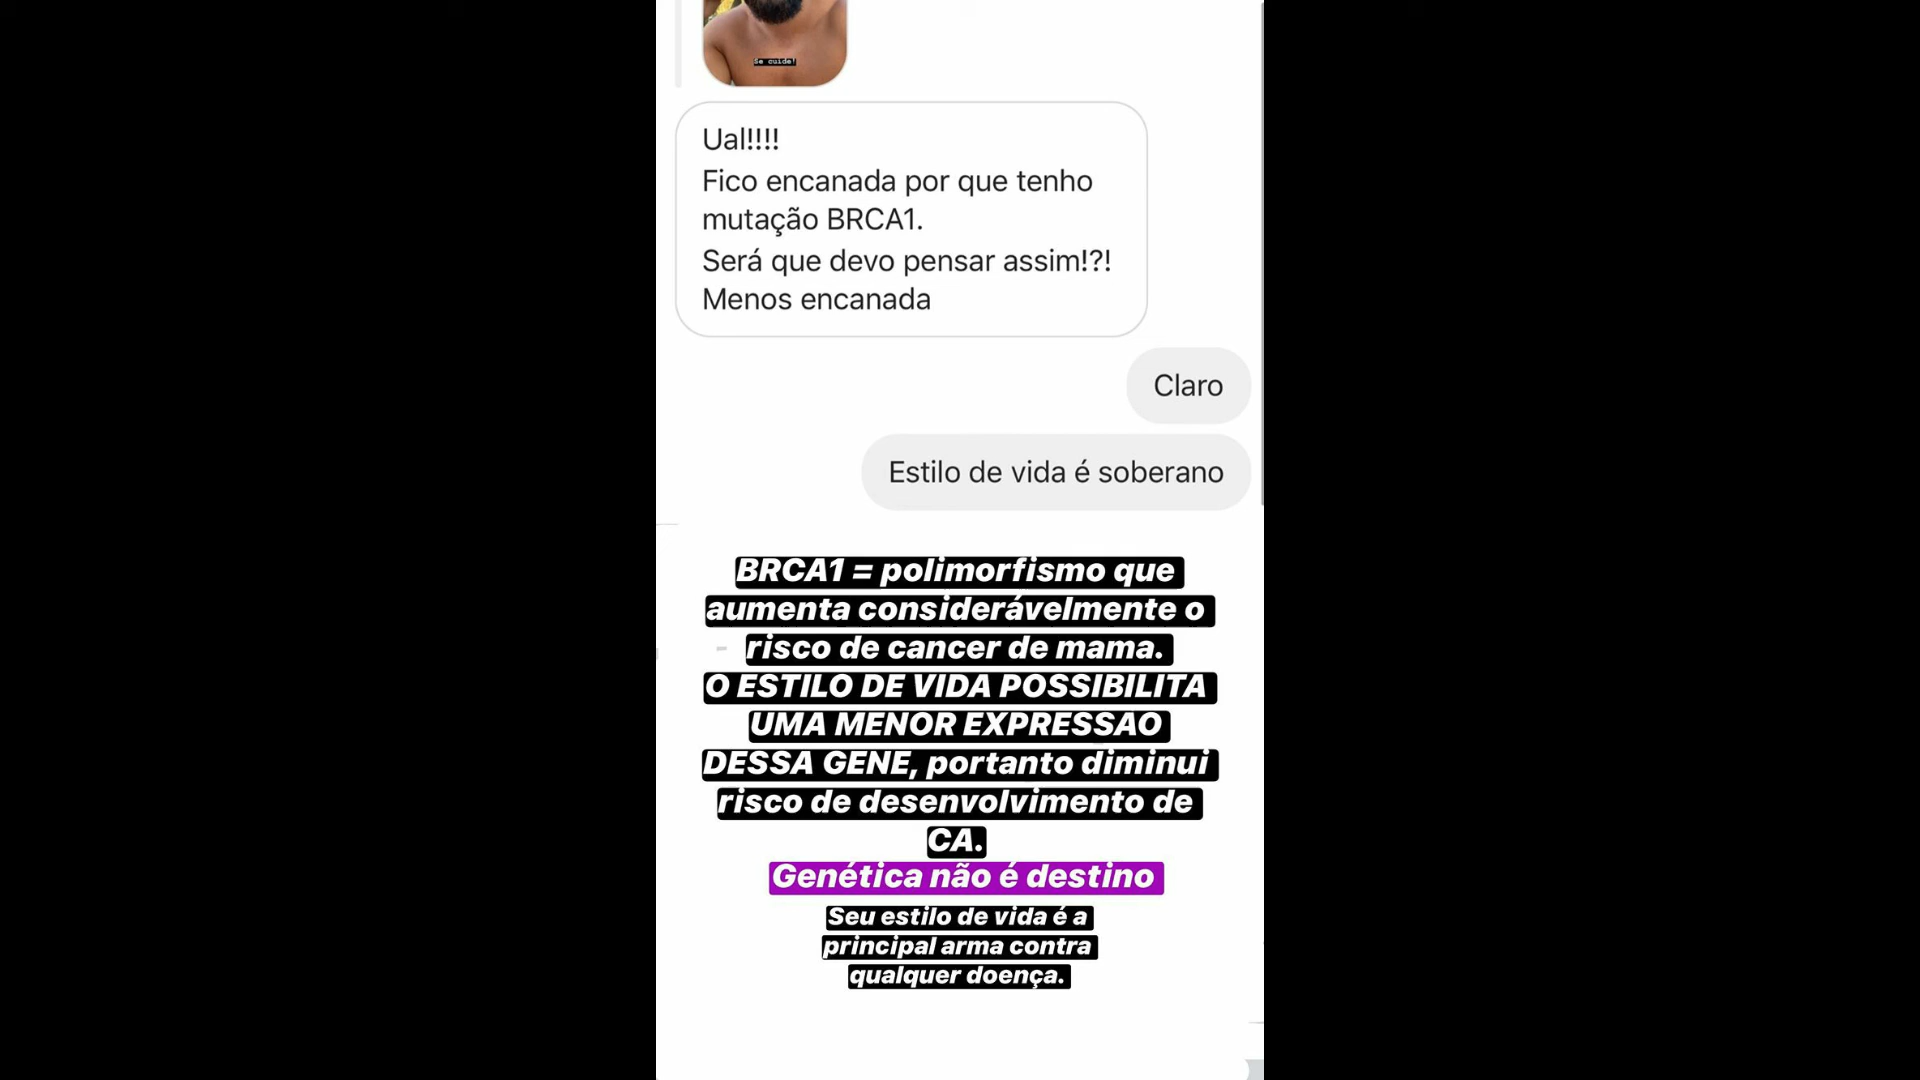 Se cuide!
Ual!!!!
Fico encanada por que tenho
mutação BRCA1.
Será que devo pensar assim!?!
Menos encanada
Claro
Estilo de vida é soberano
BRCA1 = polimorfismo que
aumenta considerávelmente o
risco de cancer de mama.
O ESTILO DE VIDA POSSIBILITA
UMA MENOR EXPRESSAO
DESSA GENE, portanto diminui
risco de desenvolvimento de
CA.
Genética não é destino
Seu estilo de vida é a
principal arma contra
qualquer doença.